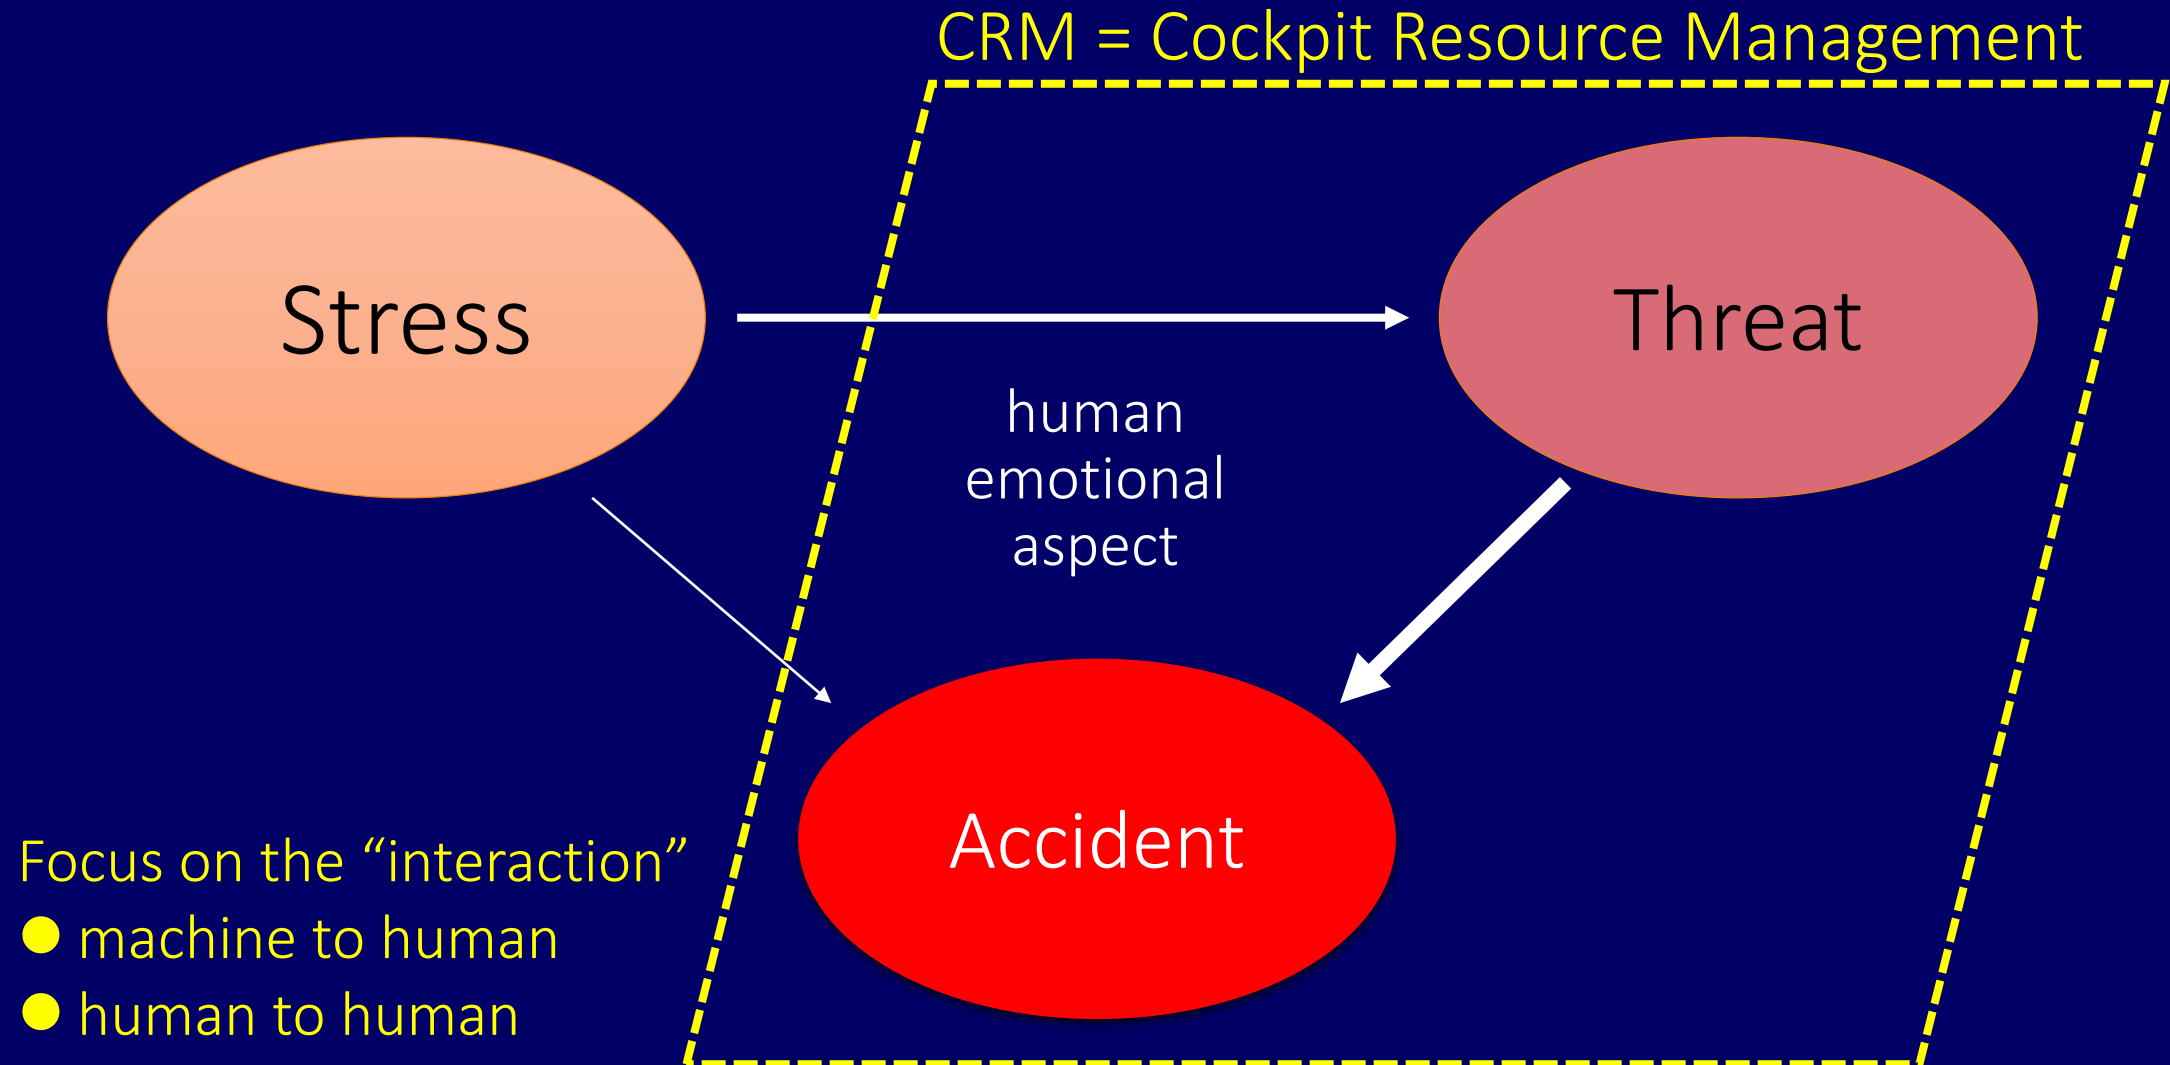 CRM = Cockpit Resource Management
Stress
Threat
human
emotional
aspect
Accident
Focus on the “interaction”
● machine to human
● human to human